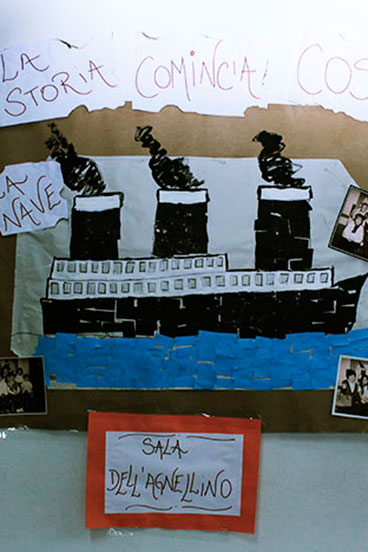 LA
STORIA COMINCIA COS
LA
NAVE
SALA
DELL'AGNELLINO